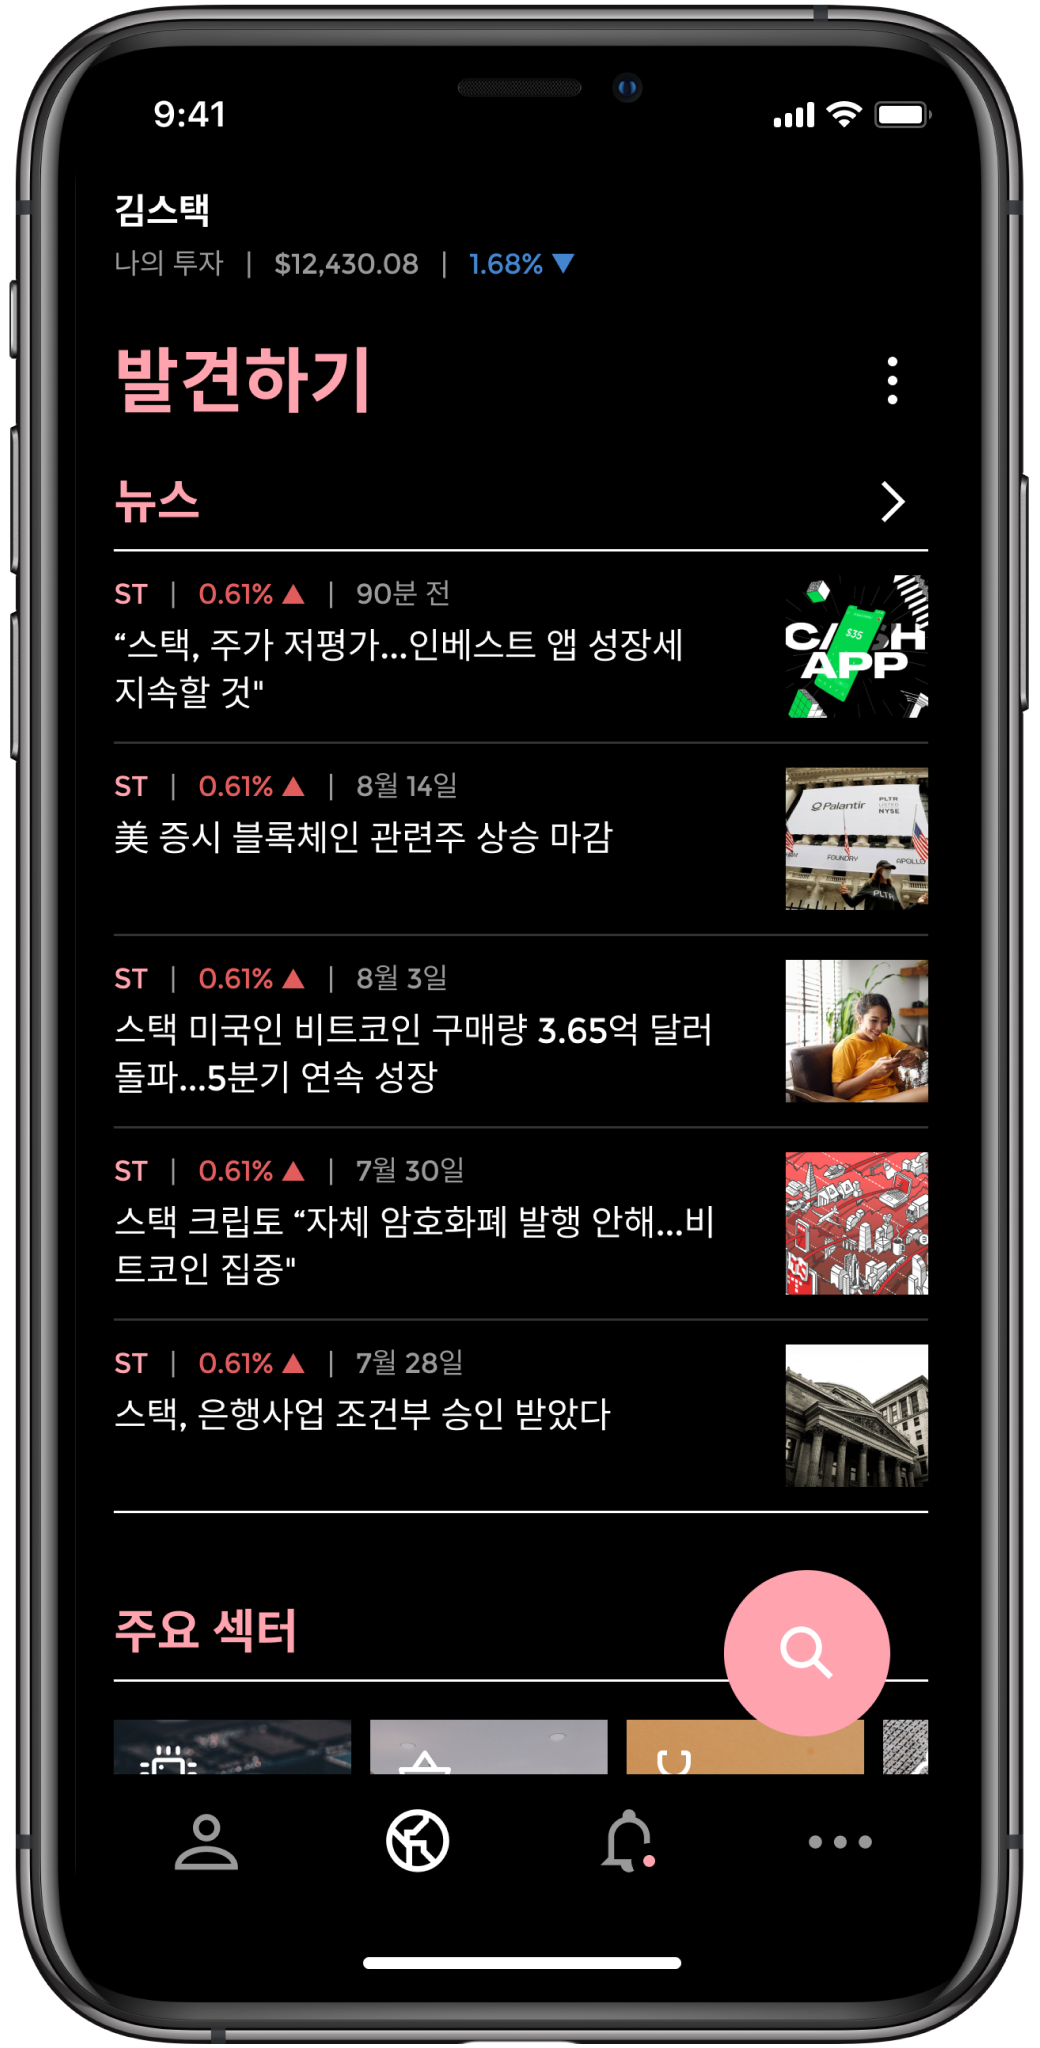 9:41
김스택
나의 투자 | $12,430.08 | 1.68% ▼
발견하기
뉴스
ST | 0.61% ▲ | 90분 전
“스택, 주가 저평가...인베스트 앱 성장세
지속할 것"
CASH
APP
$35
ST | 0.61% ▲ | 8월 14일
美 증시 블록체인 관련주 상승 마감
Palantir
PLTR
LISTED
NYSE
FOUNDRY
APOLLO
PLTR
ST | 0.61% ▲ | 8월 3일
스택 미국인 비트코인 구매량 3.65억 달러
돌파...5분기 연속 성장
ST | 0.61% ▲ | 7월 30일
스택 크립토 “자체 암호화폐 발행 안해...비
트코인 집중"
ST | 0.61% ▲ | 7월 28일
스택, 은행사업 조건부 승인 받았다
주요 섹터